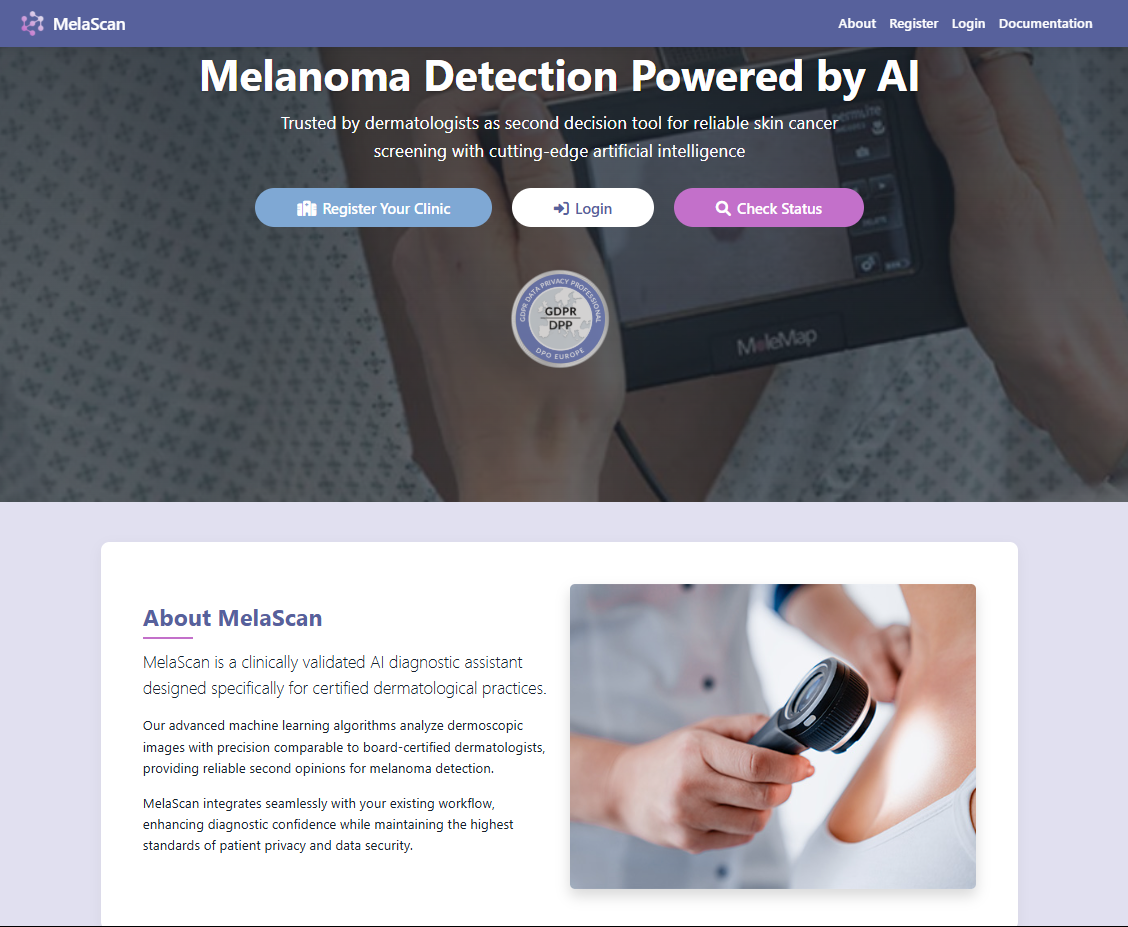 MelaScan
About Register Login Documentation
Melanoma Detection Powered by AI
Trusted by dermatologists as second decision tool for reliable skin cancer
screening with cutting-edge artificial intelligence
Register Your Clinic
Login
Check Status
GDPR DATA PRIVACY PROFESSIONAL
GDPR
DPP
DPO EUROPE
DELETE
MoleMap
About MelaScan
MelaScan is a clinically validated AI diagnostic assistant
designed specifically for certified dermatological practices.
Our advanced machine learning algorithms analyze dermoscopic
images with precision comparable to board-certified dermatologists,
providing reliable second opinions for melanoma detection.
MelaScan integrates seamlessly with your existing workflow,
enhancing diagnostic confidence while maintaining the highest
standards of patient privacy and data security.